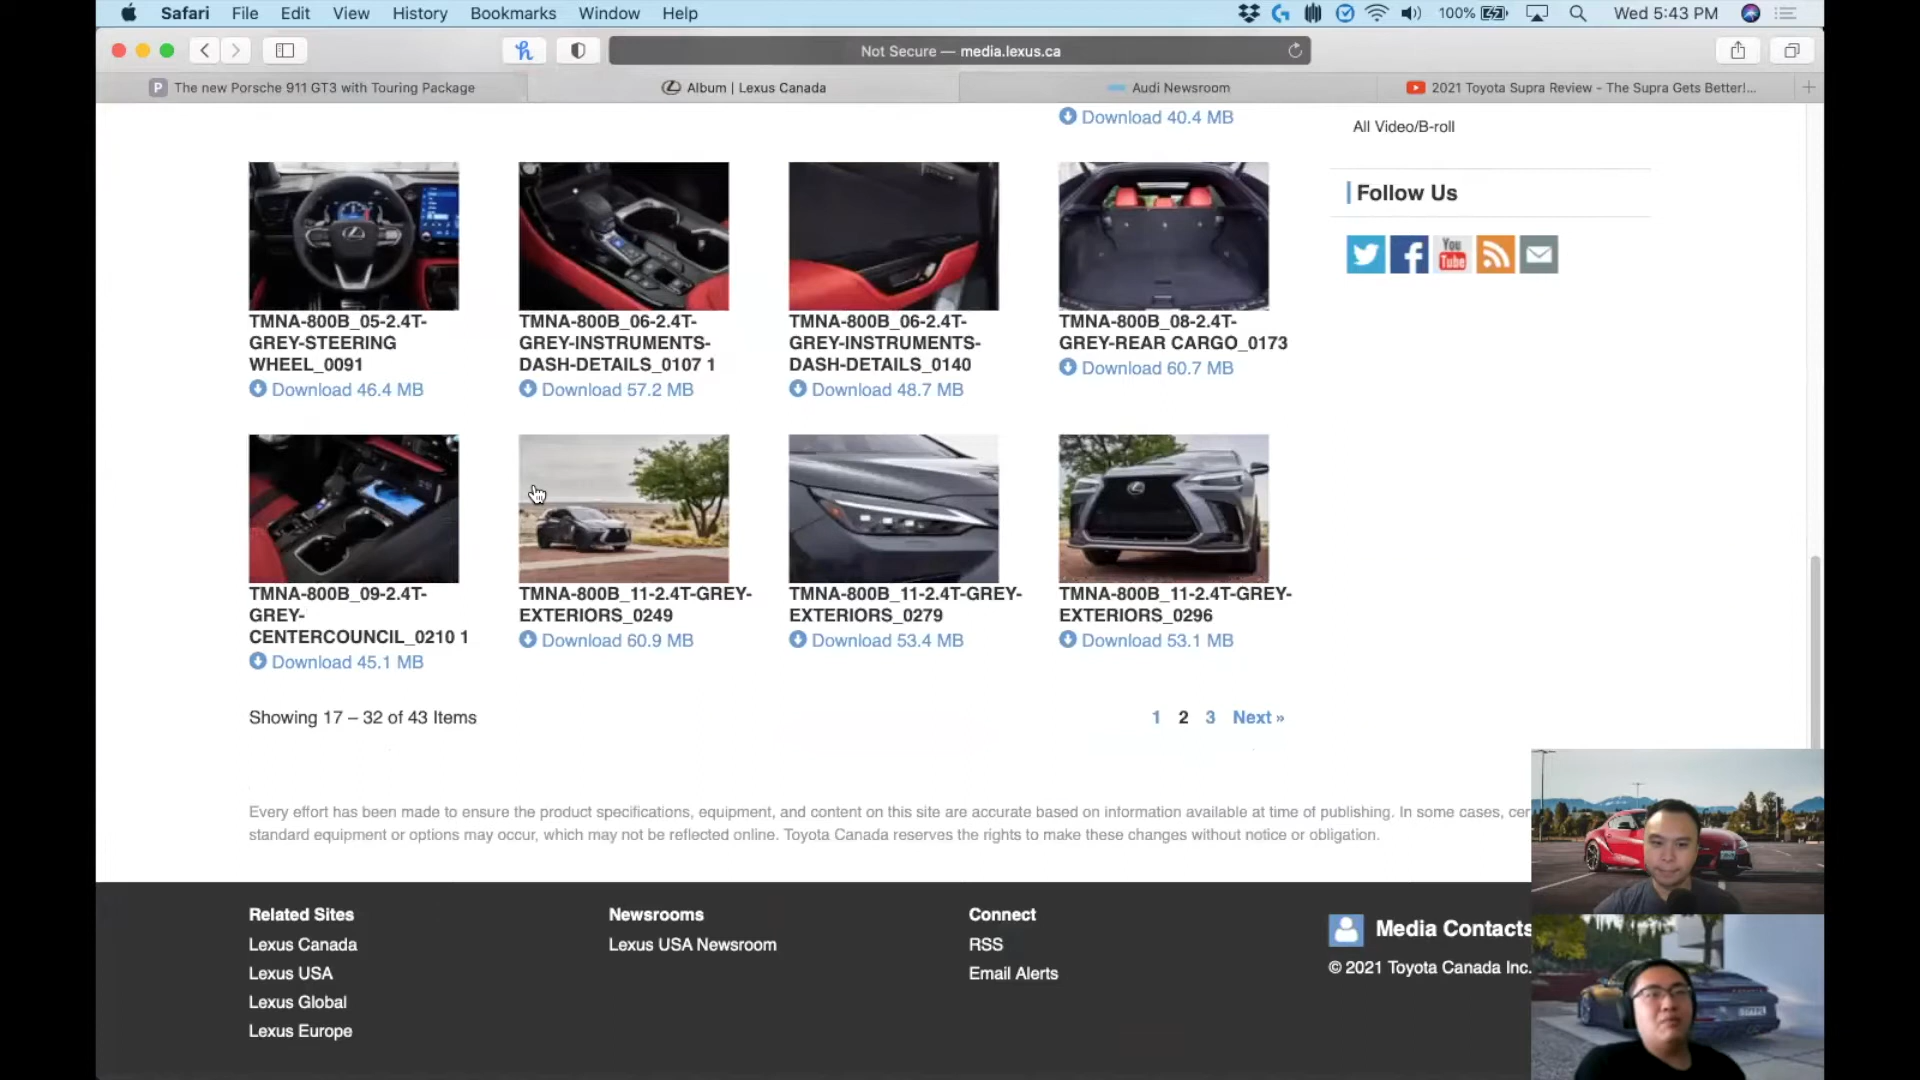 Safari File Edit View History Bookmarks Window Help 100% Wed 5:43 PM
Not Secure — media.lexus.ca
The new Porsche 911 GT3 with Touring Package
Album | Lexus Canada
Audi Newsroom
2021 Toyota Supra Review - The Supra Gets Better!...
Download 40.4 MB
All Video/B-roll
Follow Us
You
Tube
TMNA-800B_05-2.4T-
GREY-STEERING
WHEEL_0091
Download 46.4 MB
TMNA-800B_06-2.4T-
GREY-INSTRUMENTS-
DASH-DETAILS_0107 1
Download 57.2 MB
TMNA-800B_06-2.4T-
GREY-INSTRUMENTS-
DASH-DETAILS_0140
Download 48.7 MB
TMNA-800B_08-2.4T-
GREY-REAR CARGO_0173
Download 60.7 MB
TMNA-800B_09-2.4T-
GREY-
CENTERCOUNCIL_0210 1
Download 45.1 MB
TMNA-800B_11-2.4T-GREY-
EXTERIORS_0249
Download 60.9 MB
TMNA-800B_11-2.4T-GREY-
EXTERIORS_0279
Download 53.4 MB
TMNA-800B_11-2.4T-GREY-
EXTERIORS_0296
Download 53.1 MB
Showing 17 – 32 of 43 Items
1 2 3 Next »
Every effort has been made to ensure the product specifications, equipment, and content on this site are accurate based on information available at time of publishing. In some cases, cer
standard equipment or options may occur, which may not be reflected online. Toyota Canada reserves the rights to make these changes without notice or obligation.
Related Sites
Lexus Canada
Lexus USA
Lexus Global
Lexus Europe
Newsrooms
Lexus USA Newsroom
Connect
RSS
Email Alerts
Media Contacts
© 2021 Toyota Canada Inc.